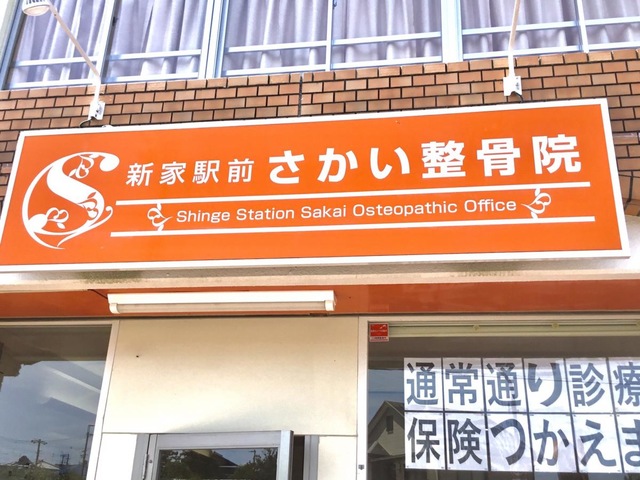 新家駅前 さかい整骨院
Shinge Station Sakai Osteopathic Office
通常通り診療
保険つかえま